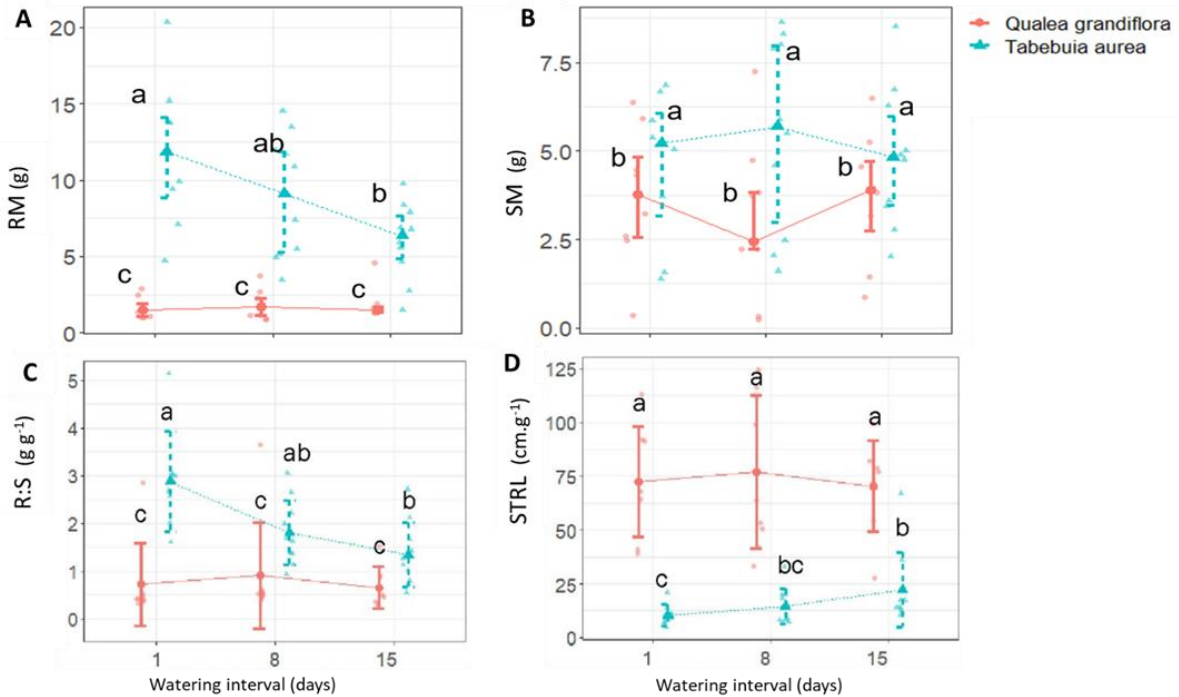 A
RM (g)
20
15
10
5
0
a
ab
b
c
c
c
B
SM (g)
7.5
5.0
2.5
0.0
a
a
a
b
b
b
Qualea grandiflora
Tabebuia aurea
C
R:S (g g⁻¹)
5
4
3
2
1
0
a
ab
b
c
c
c
1
8
15
Watering interval (days)
D
STRL (cm.g⁻¹)
125
100
75
50
25
0
a
a
a
c
bc
b
1
8
15
Watering interval (days)